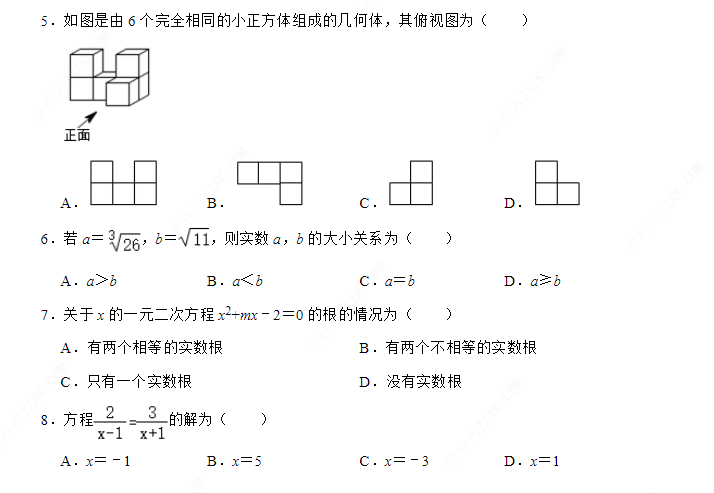 5．如图是由 6 个完全相同的小正方体组成的几何体，其俯视图为（　　）
正面
A．　B．　C．　D．
6．若 a＝∛26，b＝√11，则实数 a，b 的大小关系为（　　）
A．a＞b　B．a＜b　C．a＝b　D．a≥b
7．关于 x 的一元二次方程 x²+mx﹣2＝0 的根的情况为（　　）
A．有两个相等的实数根　B．有两个不相等的实数根
C．只有一个实数根　D．没有实数根
8．方程2/(x-1)=3/(x+1)的解为（　　）
A．x＝﹣1　B．x＝5　C．x＝﹣3　D．x＝1